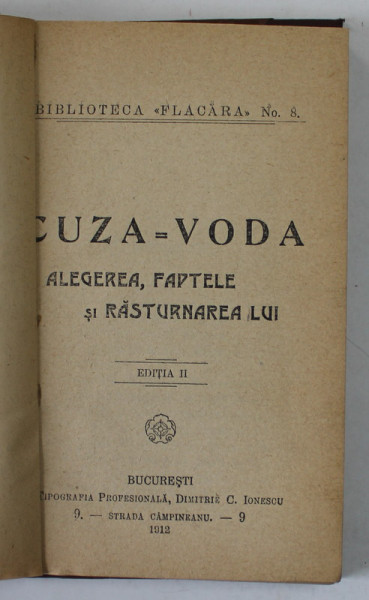 BIBLIOTECA «FLACĂRA» No. 8.
CUZA=VODA
ALEGEREA, FAPTELE
ȘI RĂSTURNAREA LUI
EDIȚIA II
BUCUREȘTI
TIPOGRAFIA PROFESIONALĂ, DIMITRIE C. IONESCU
9. — STRADA CÂMPINEANU. — 9
1912